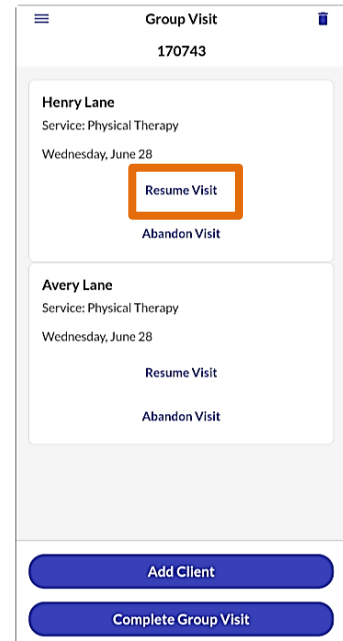 Group Visit
170743
Henry Lane
Service: Physical Therapy
Wednesday, June 28
Resume Visit
Abandon Visit
Avery Lane
Service: Physical Therapy
Wednesday, June 28
Resume Visit
Abandon Visit
Add Client
Complete Group Visit